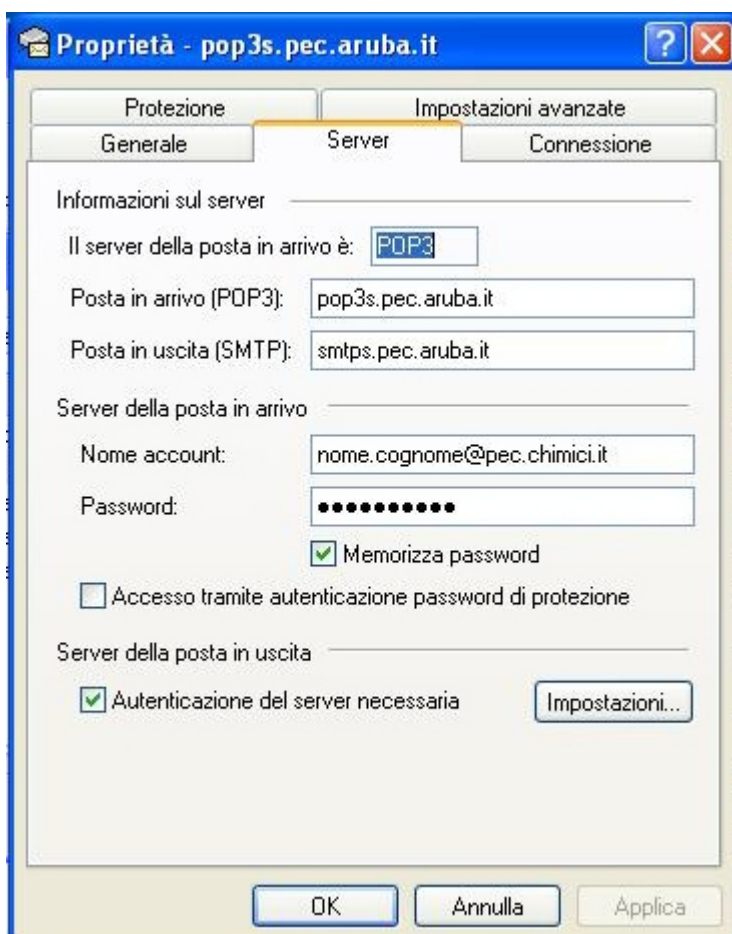 Proprietà - pop3s.pec.aruba.it
Protezione Impostazioni avanzate
Generale Server Connessione
Informazioni sul server
Il server della posta in arrivo è: POP3
Posta in arrivo (POP3): pop3s.pec.aruba.it
Posta in uscita (SMTP): smtps.pec.aruba.it
Server della posta in arrivo
Nome account: nome.cognome@pec.chimici.it
Password: ●●●●●●●●●●
Memorizza password
Accesso tramite autenticazione password di protezione
Server della posta in uscita
Autenticazione del server necessaria Impostazioni...
OK Annulla Applica